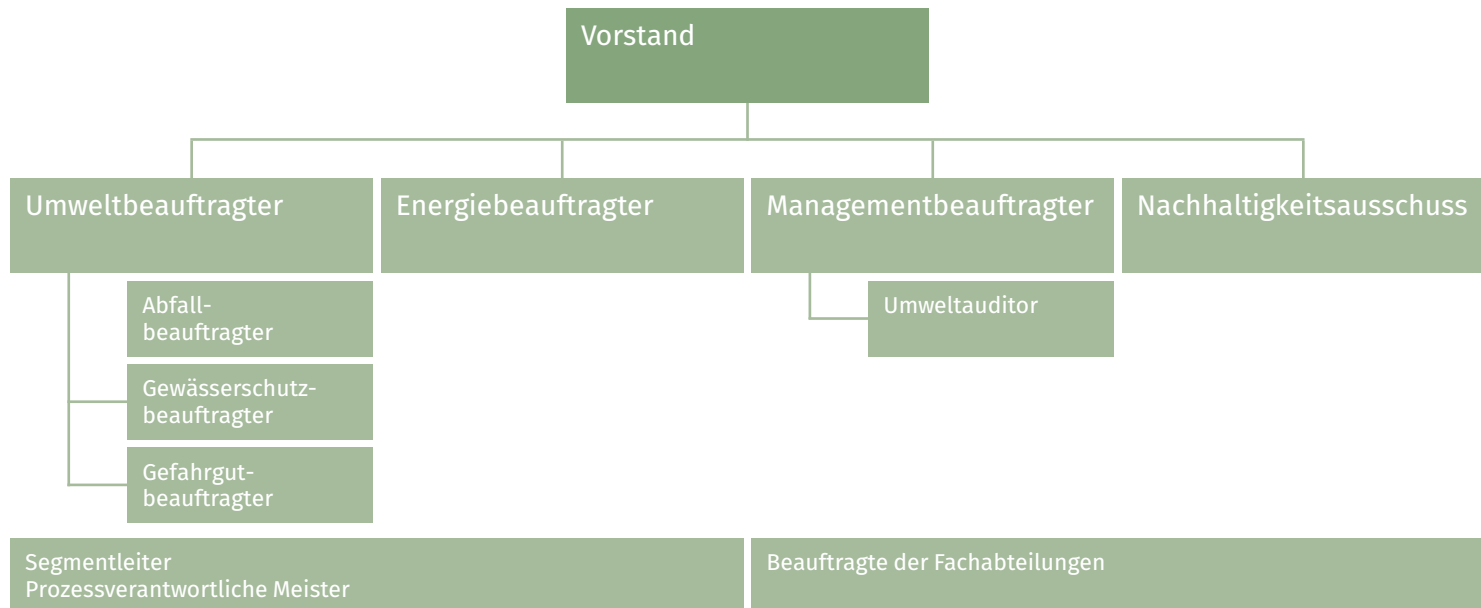 Vorstand
Umweltbeauftragter
Energiebeauftragter
Managementbeauftragter
Nachhaltigkeitsausschuss
Abfall-
beauftragter
Umweltauditor
Gewässerschutz-
beauftragter
Gefahrgut-
beauftragter
Segmentleiter
Prozessverantwortliche Meister
Beauftragte der Fachabteilungen